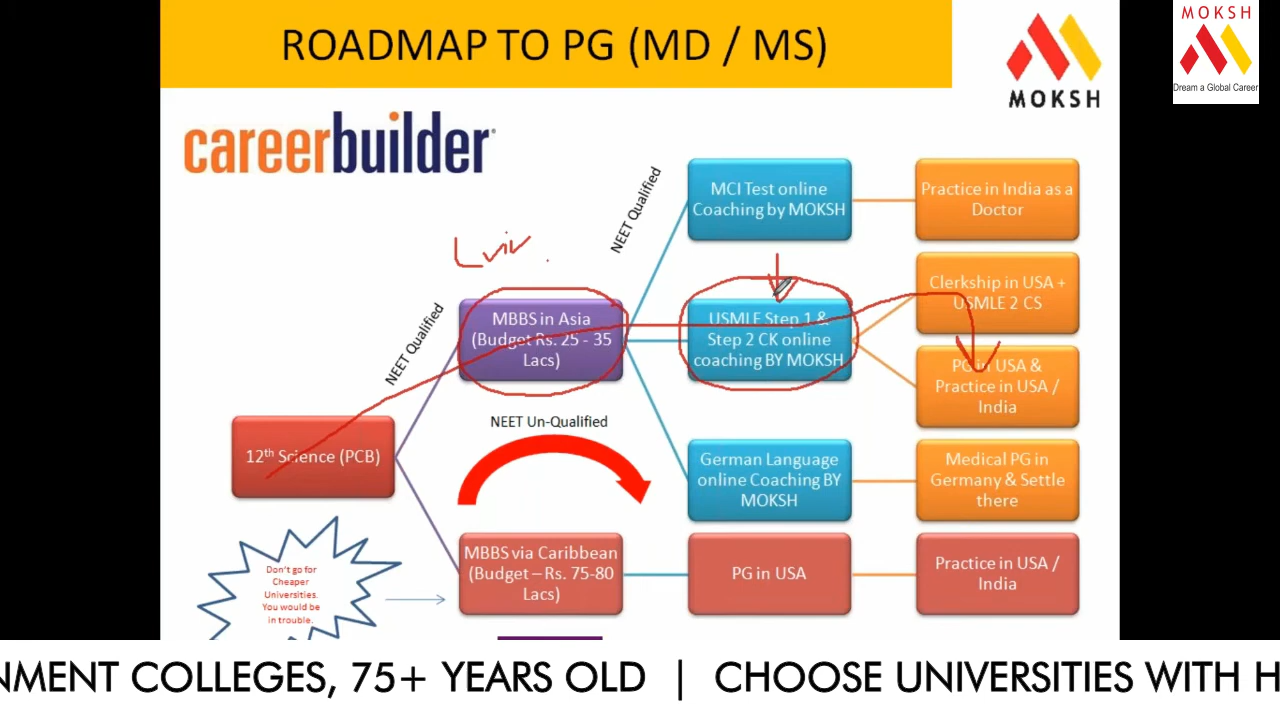 ROADMAP TO PG (MD / MS)
MOKSH
MOKSH
Dream a Global Career
careerbuilder
NEET Qualified
MCI Test online
Coaching by MOKSH
Practice in India as a
Doctor
Lviv
NEET Qualified
MBBS in Asia
(Budget Rs. 25 - 35
Lacs)
USMLE Step 1 &
Step 2 CK online
coaching BY MOKSH
Clerkship in USA +
USMLE 2 CS
PG in USA &
Practice in USA /
India
12th Science (PCB)
NEET Un-Qualified
German Language
online Coaching BY
MOKSH
Medical PG in
Germany & Settle
there
Don't go for
Cheaper
Universities.
You would be
in trouble.
MBBS via Caribbean
(Budget – Rs. 75-80
Lacs)
PG in USA
Practice in USA /
India
NMENT COLLEGES, 75+ YEARS OLD | CHOOSE UNIVERSITIES WITH H